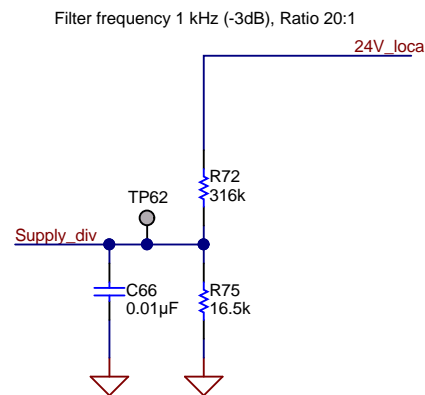 Filter frequency 1 kHz (-3dB), Ratio 20:1
24V_loca
R72
316k
TP62
Supply_div
C66
0.01µF
R75
16.5k